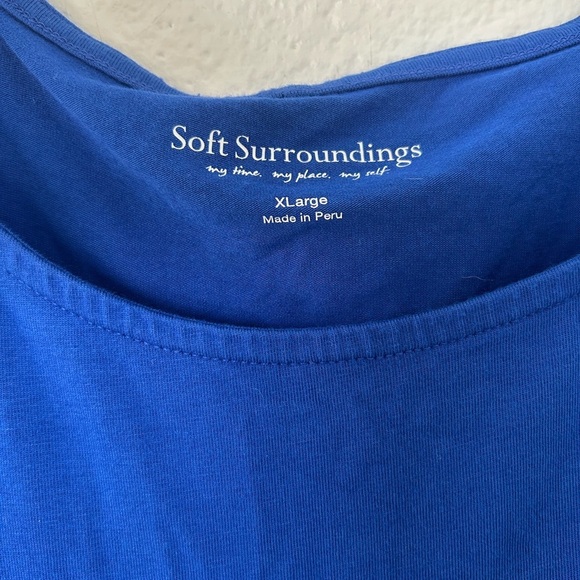 Soft Surroundings
my time. my place. my self
XLarge
Made in Peru